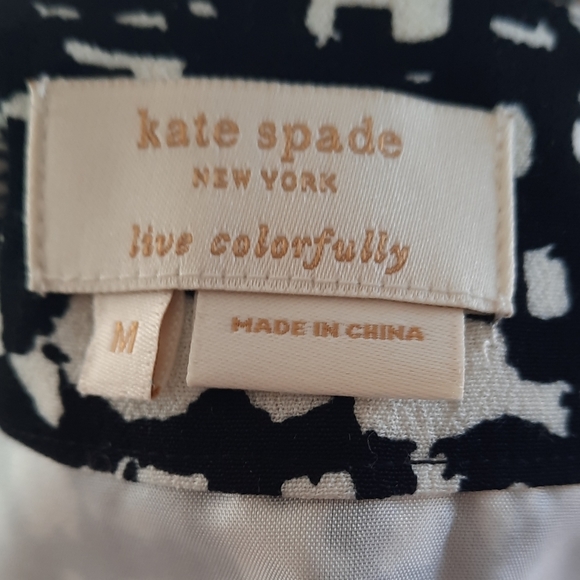 kate spade
NEW YORK
live colorfully
M
MADE IN CHINA